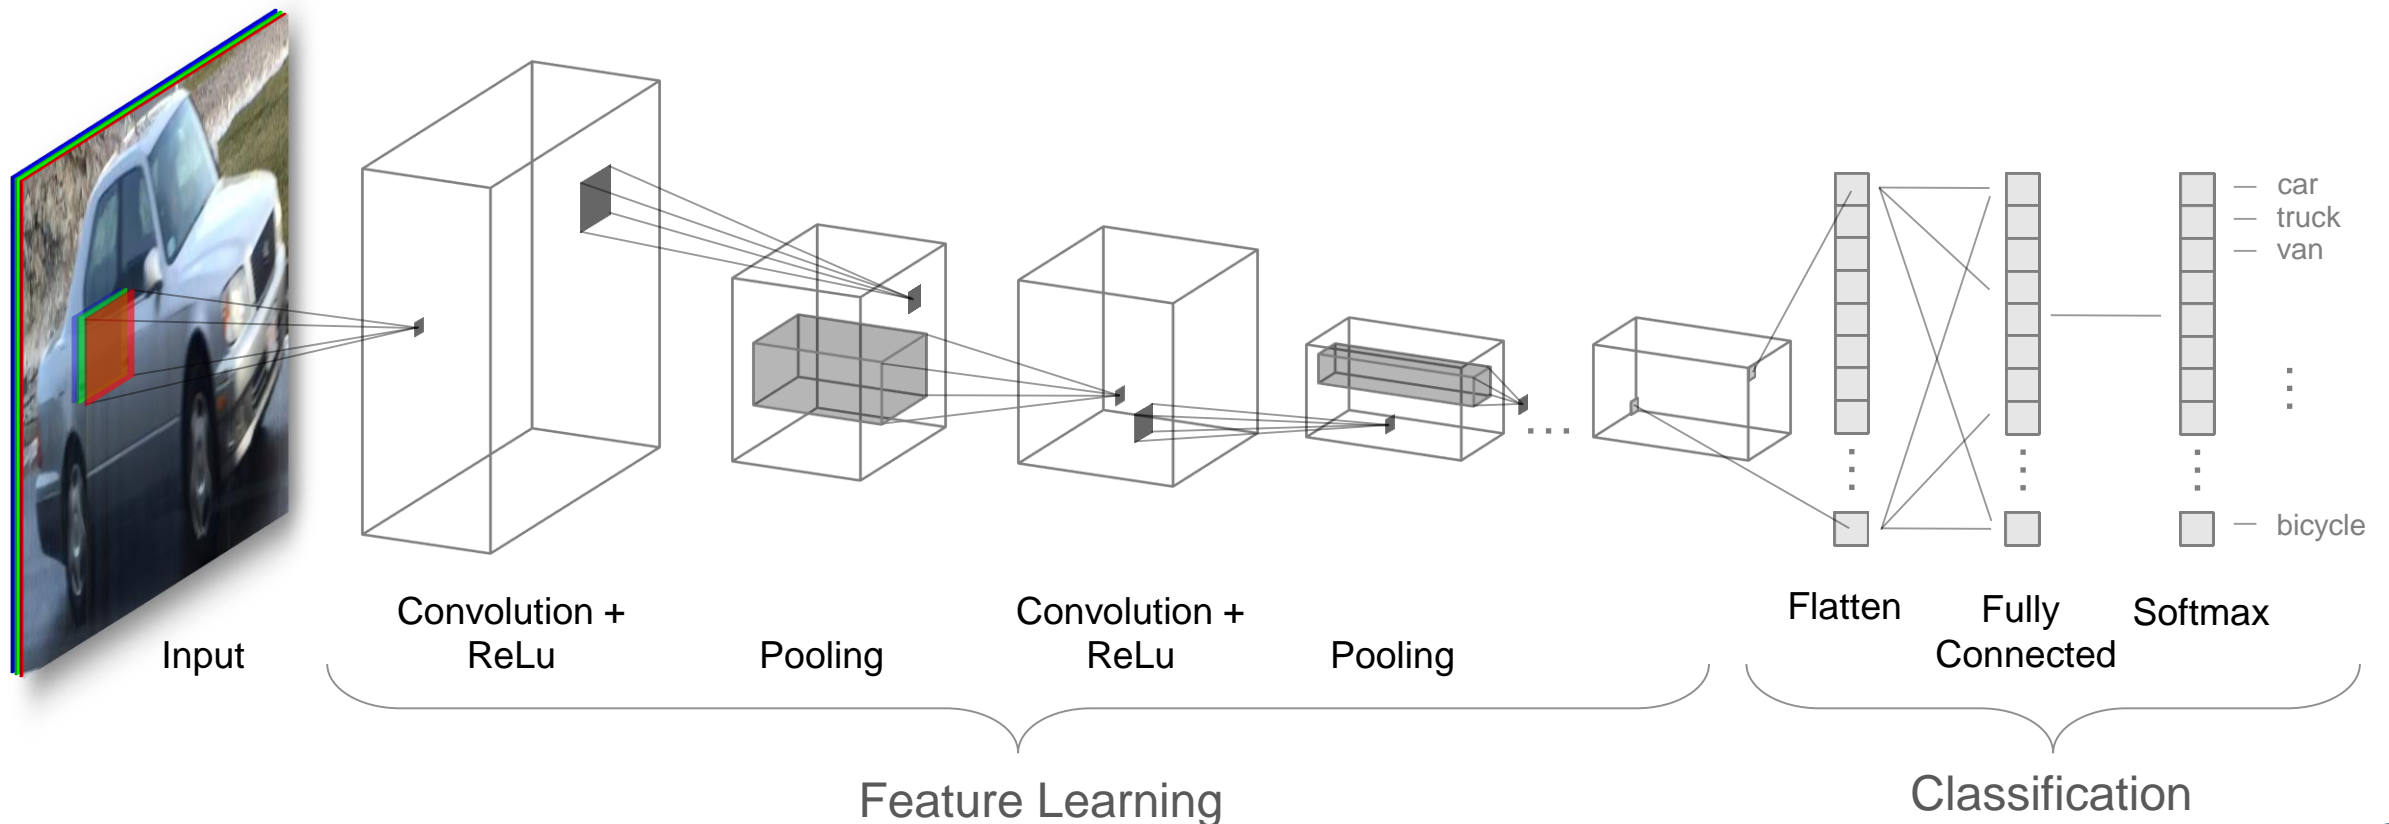 car
truck
van
bicycle
Input
Convolution +
ReLu
Pooling
Convolution +
ReLu
Pooling
Flatten
Fully
Connected
Softmax
Feature Learning
Classification